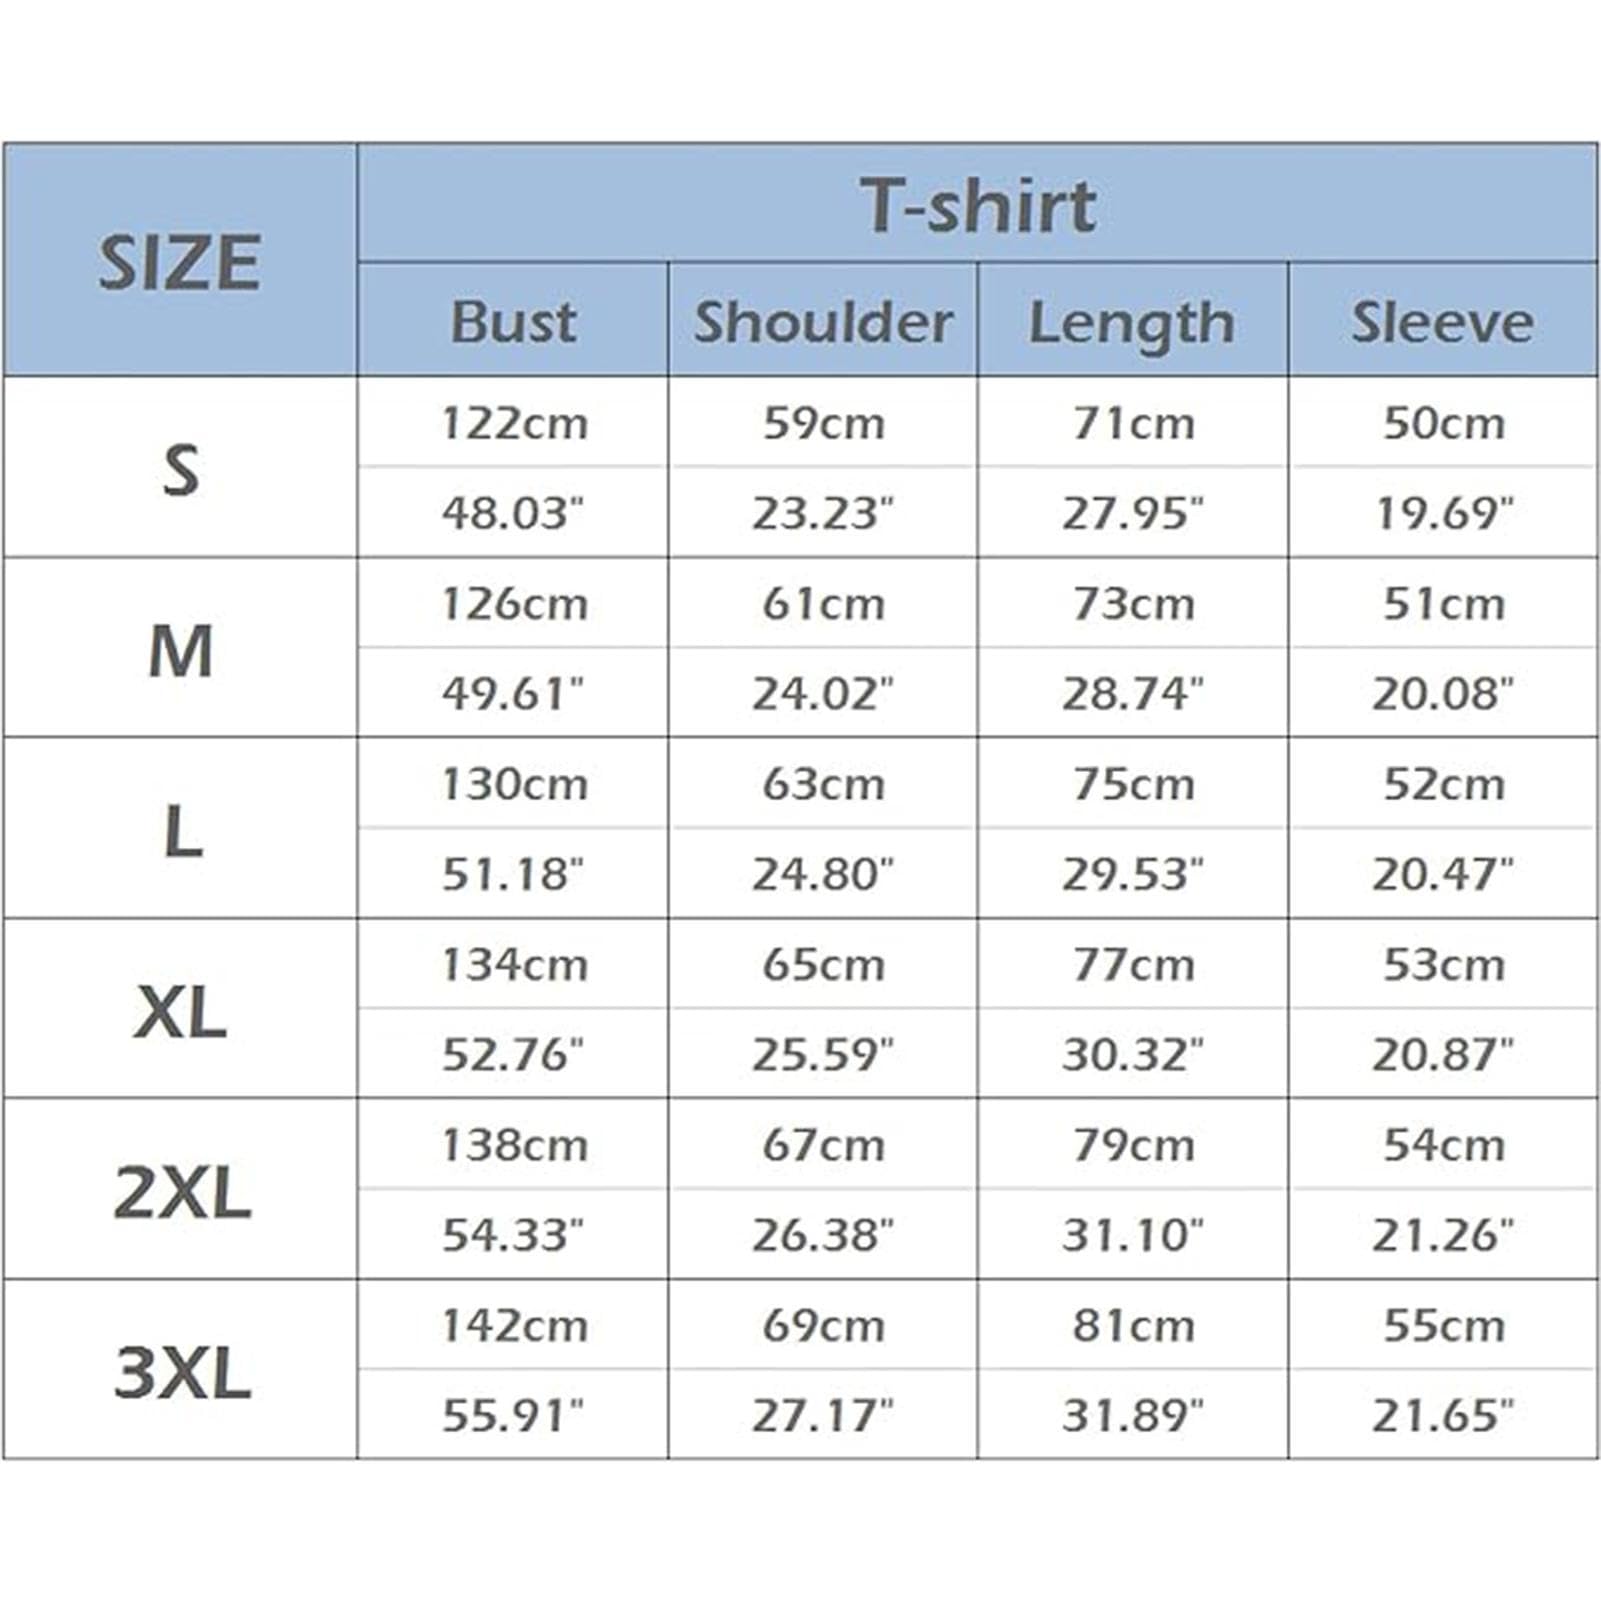 T-shirt
SIZE
Bust Shoulder Length Sleeve
122cm 59cm 71cm 50cm
S
48.03" 23.23" 27.95" 19.69"
126cm 61cm 73cm 51cm
M
49.61" 24.02" 28.74" 20.08"
130cm 63cm 75cm 52cm
L
51.18" 24.80" 29.53" 20.47"
134cm 65cm 77cm 53cm
XL
52.76" 25.59" 30.32" 20.87"
138cm 67cm 79cm 54cm
2XL
54.33" 26.38" 31.10" 21.26"
142cm 69cm 81cm 55cm
3XL
55.91" 27.17" 31.89" 21.65"